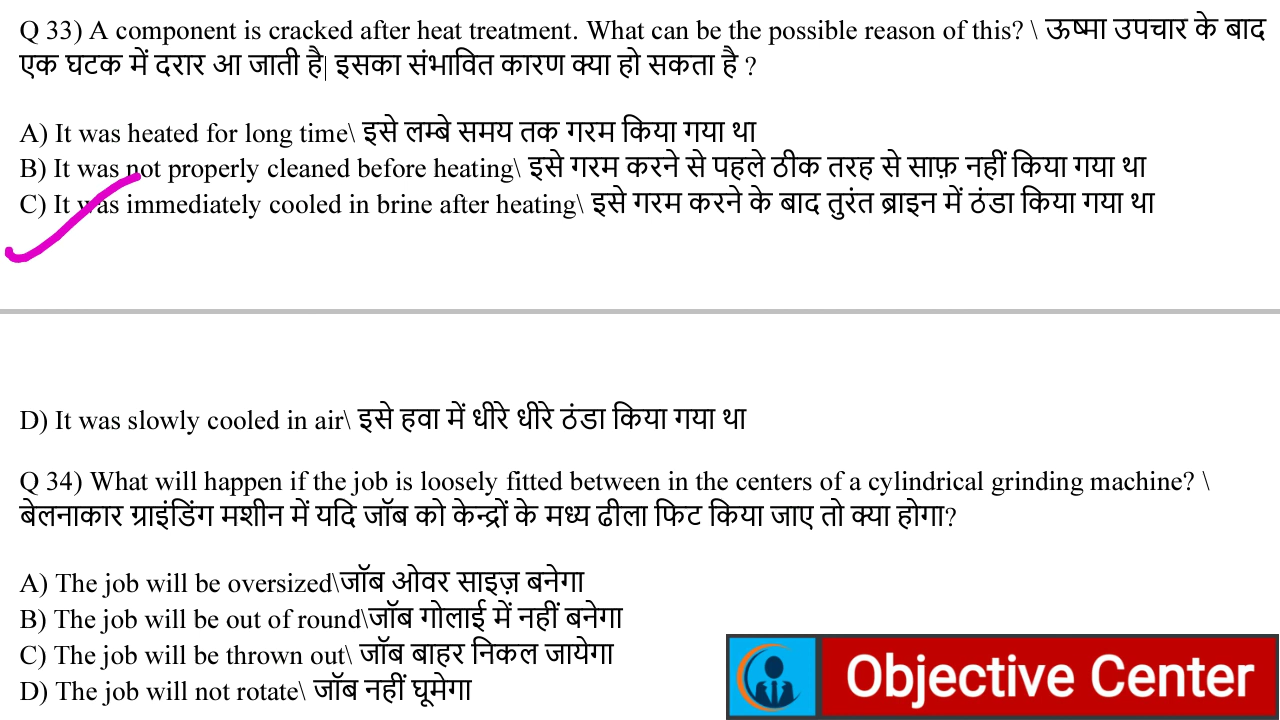 Q 33) A component is cracked after heat treatment. What can be the possible reason of this? \ ऊष्मा उपचार के बाद
एक घटक में दरार आ जाती है| इसका संभावित कारण क्या हो सकता है ?
A) It was heated for long time\ इसे लम्बे समय तक गरम किया गया था
B) It was not properly cleaned before heating\ इसे गरम करने से पहले ठीक तरह से साफ़ नहीं किया गया था
C) It was immediately cooled in brine after heating\ इसे गरम करने के बाद तुरंत ब्राइन में ठंडा किया गया था
D) It was slowly cooled in air\ इसे हवा में धीरे धीरे ठंडा किया गया था
Q 34) What will happen if the job is loosely fitted between in the centers of a cylindrical grinding machine? \
बेलनाकार ग्राइंडिंग मशीन में यदि जॉब को केन्द्रों के मध्य ढीला फिट किया जाए तो क्या होगा?
A) The job will be oversized\जॉब ओवर साइज़ बनेगा
B) The job will be out of round\जॉब गोलाई में नहीं बनेगा
C) The job will be thrown out\ जॉब बाहर निकल जायेगा
D) The job will not rotate\ जॉब नहीं घूमेगा
Objective Center